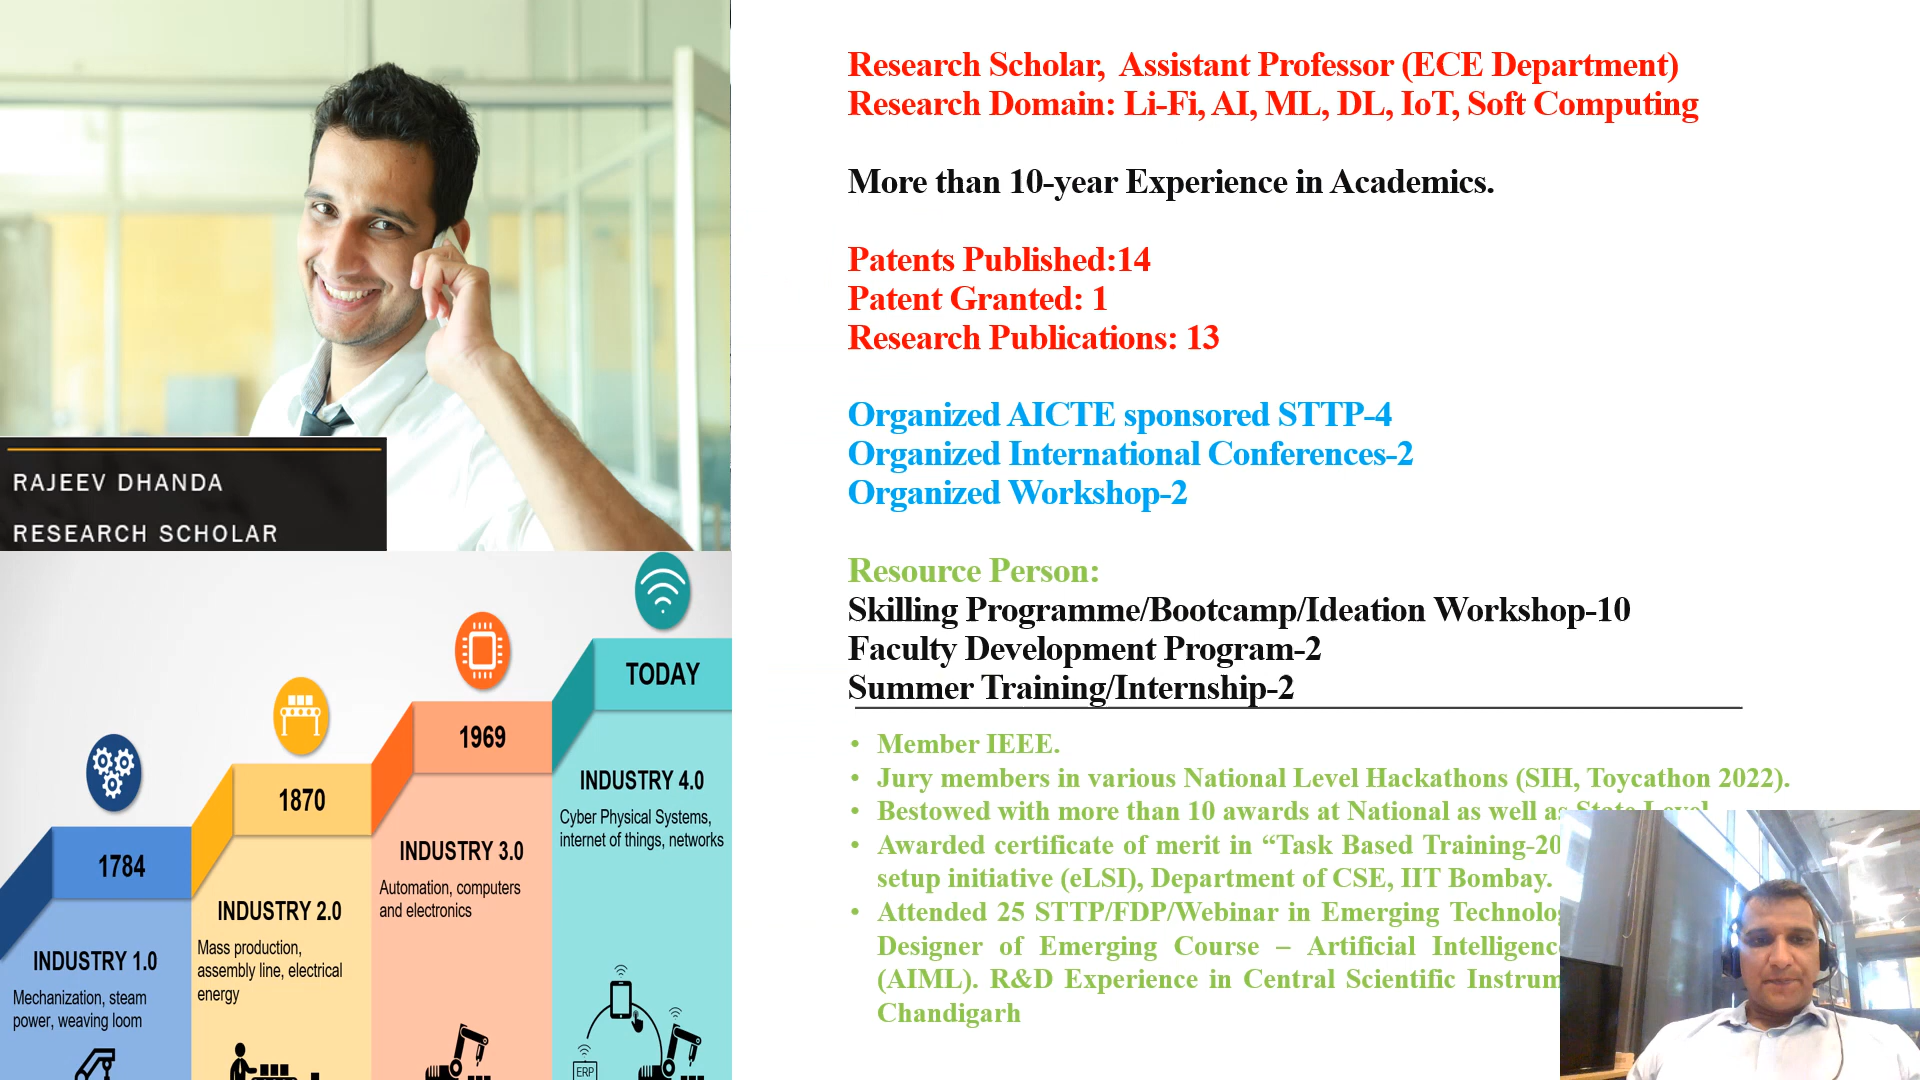 RAJEEV DHANDA
RESEARCH SCHOLAR
TODAY
1969
1870
1784
INDUSTRY 4.0
Cyber Physical Systems,
internet of things, networks
INDUSTRY 3.0
Automation, computers
and electronics
INDUSTRY 2.0
Mass production,
assembly line, electrical
energy
INDUSTRY 1.0
Mechanization, steam
power, weaving loom
ERP
Research Scholar, Assistant Professor (ECE Department)
Research Domain: Li-Fi, AI, ML, DL, IoT, Soft Computing
More than 10-year Experience in Academics.
Patents Published:14
Patent Granted: 1
Research Publications: 13
Organized AICTE sponsored STTP-4
Organized International Conferences-2
Organized Workshop-2
Resource Person:
Skilling Programme/Bootcamp/Ideation Workshop-10
Faculty Development Program-2
Summer Training/Internship-2
• Member IEEE.
• Jury members in various National Level Hackathons (SIH, Toycathon 2022).
• Bestowed with more than 10 awards at National as well as State Level
• Awarded certificate of merit in “Task Based Training-20
setup initiative (eLSI), Department of CSE, IIT Bombay.
• Attended 25 STTP/FDP/Webinar in Emerging
Designer of Emerging Course – Artificial
(AIML). R&D Experience in Central Scientific
Chandigarh